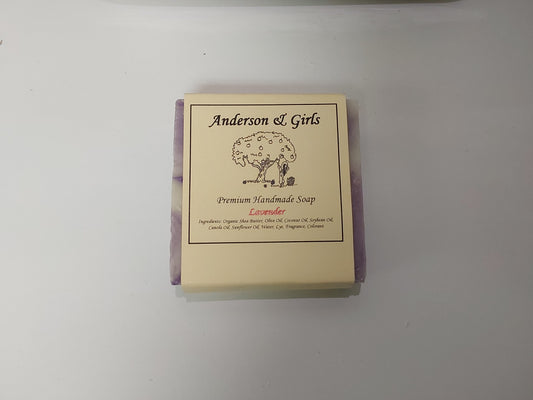 Anderson & Girls
Premium Handmade Soap
Lavender
Ingredients: Organic Shea Butter, Olive Oil, Coconut Oil, Soybean Oil,
Canola Oil, Sunflower Oil, Water, Lye, Fragrance, Colorant